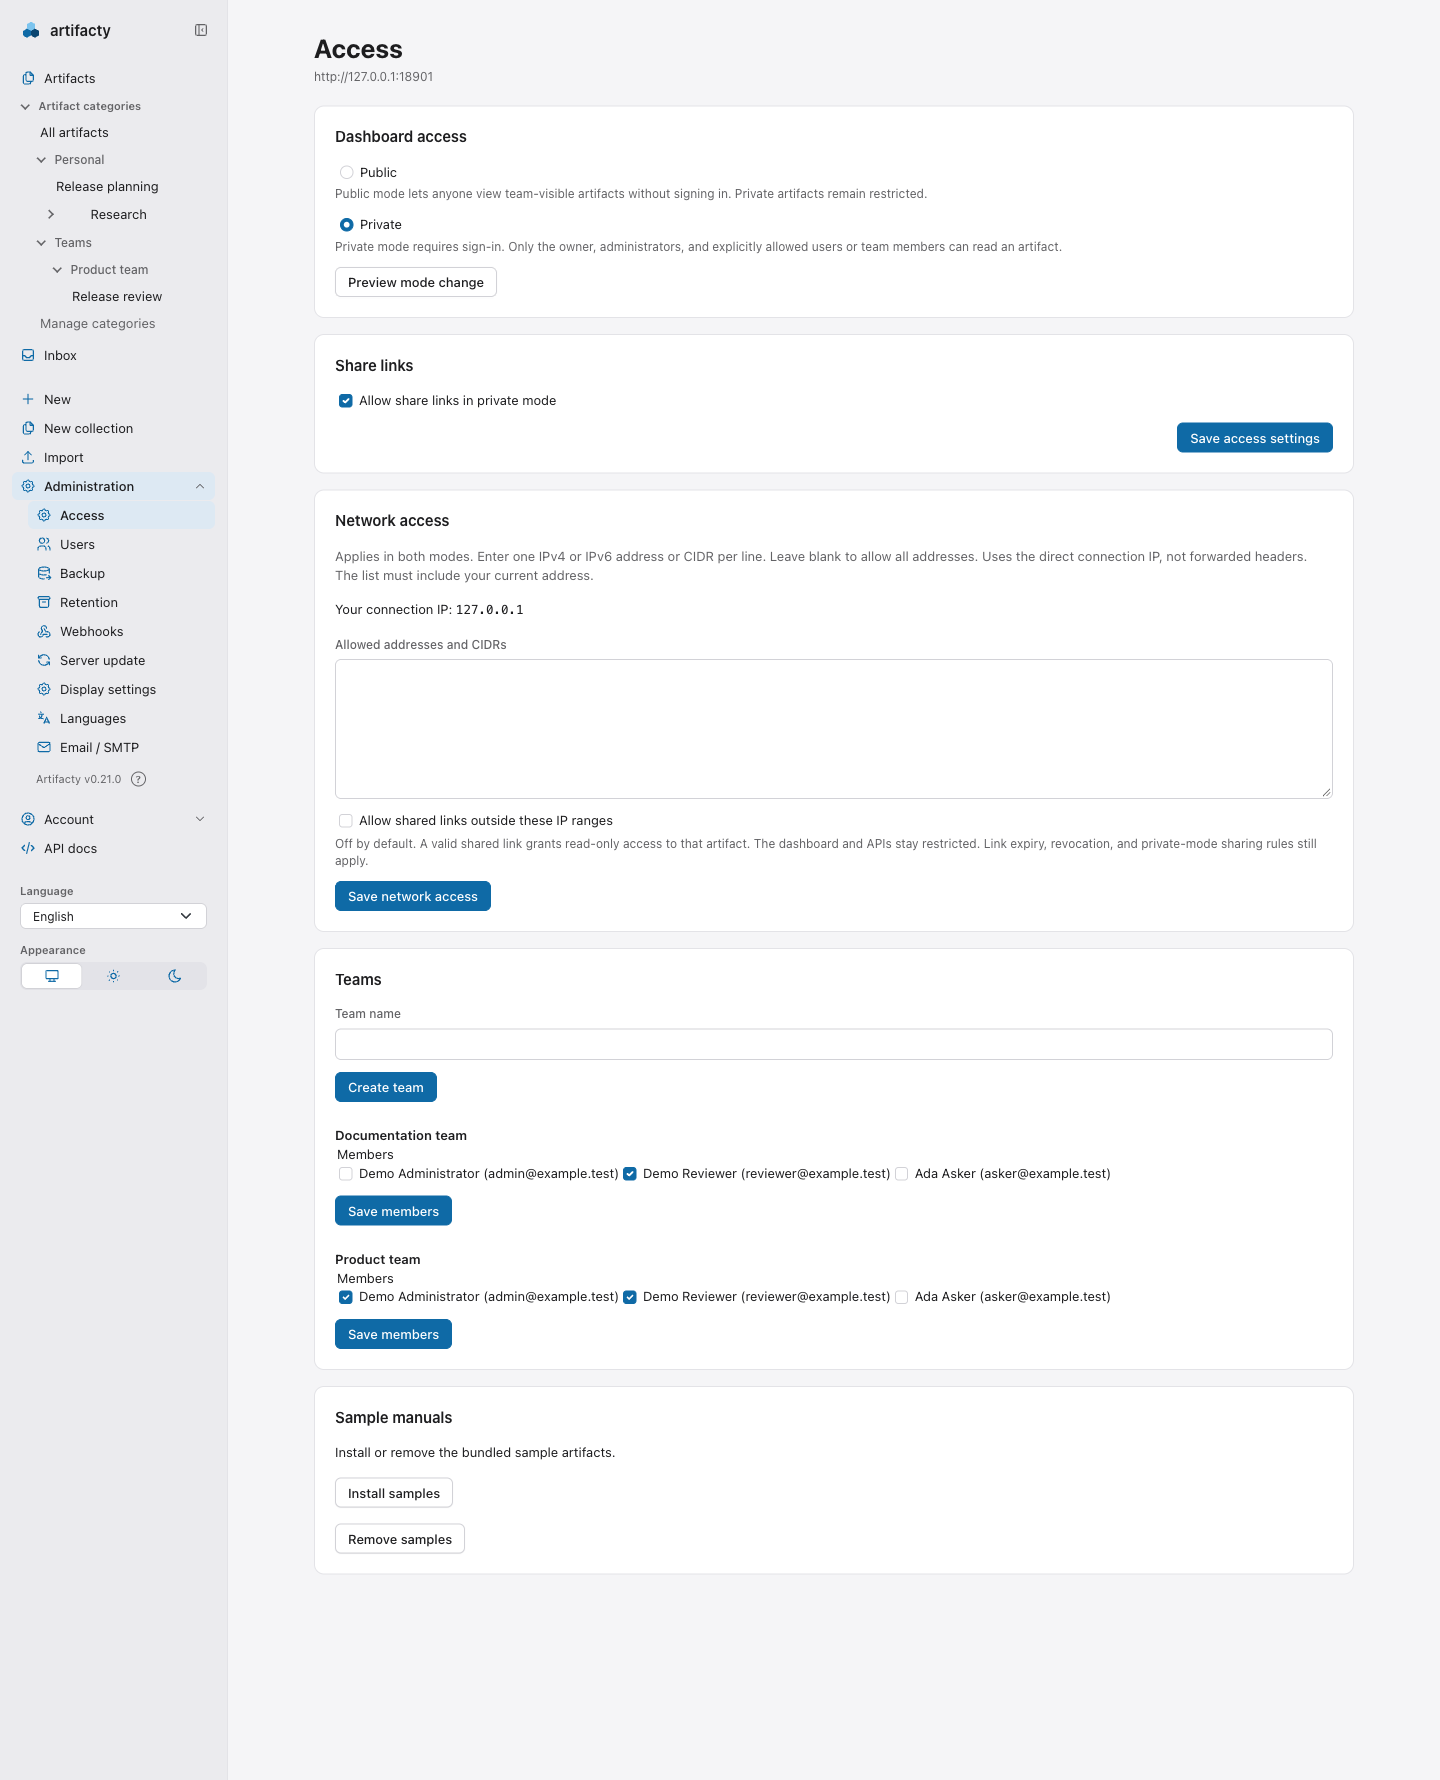 artifacty
Artifacts
Artifact categories
All artifacts
Personal
Release planning
Research
Teams
Product team
Release review
Manage categories
Inbox
New
New collection
Import
Administration
Access
Users
Backup
Retention
Webhooks
Server update
Display settings
Languages
Email / SMTP
Artifacty v0.21.0 ?
Account
API docs
Language
English
Appearance
Access
http://127.0.0.1:18901
Dashboard access
Public
Public mode lets anyone view team-visible artifacts without signing in. Private artifacts remain restricted.
Private
Private mode requires sign-in. Only the owner, administrators, and explicitly allowed users or team members can read an artifact.
Preview mode change
Share links
Allow share links in private mode
Save access settings
Network access
Applies in both modes. Enter one IPv4 or IPv6 address or CIDR per line. Leave blank to allow all addresses. Uses the direct connection IP, not forwarded headers.
The list must include your current address.
Your connection IP: 127.0.0.1
Allowed addresses and CIDRs
Allow shared links outside these IP ranges
Off by default. A valid shared link grants read-only access to that artifact. The dashboard and APIs stay restricted. Link expiry, revocation, and private-mode sharing rules still
apply.
Save network access
Teams
Team name
Create team
Documentation team
Members
Demo Administrator (admin@example.test) Demo Reviewer (reviewer@example.test) Ada Asker (asker@example.test)
Save members
Product team
Members
Demo Administrator (admin@example.test) Demo Reviewer (reviewer@example.test) Ada Asker (asker@example.test)
Save members
Sample manuals
Install or remove the bundled sample artifacts.
Install samples
Remove samples